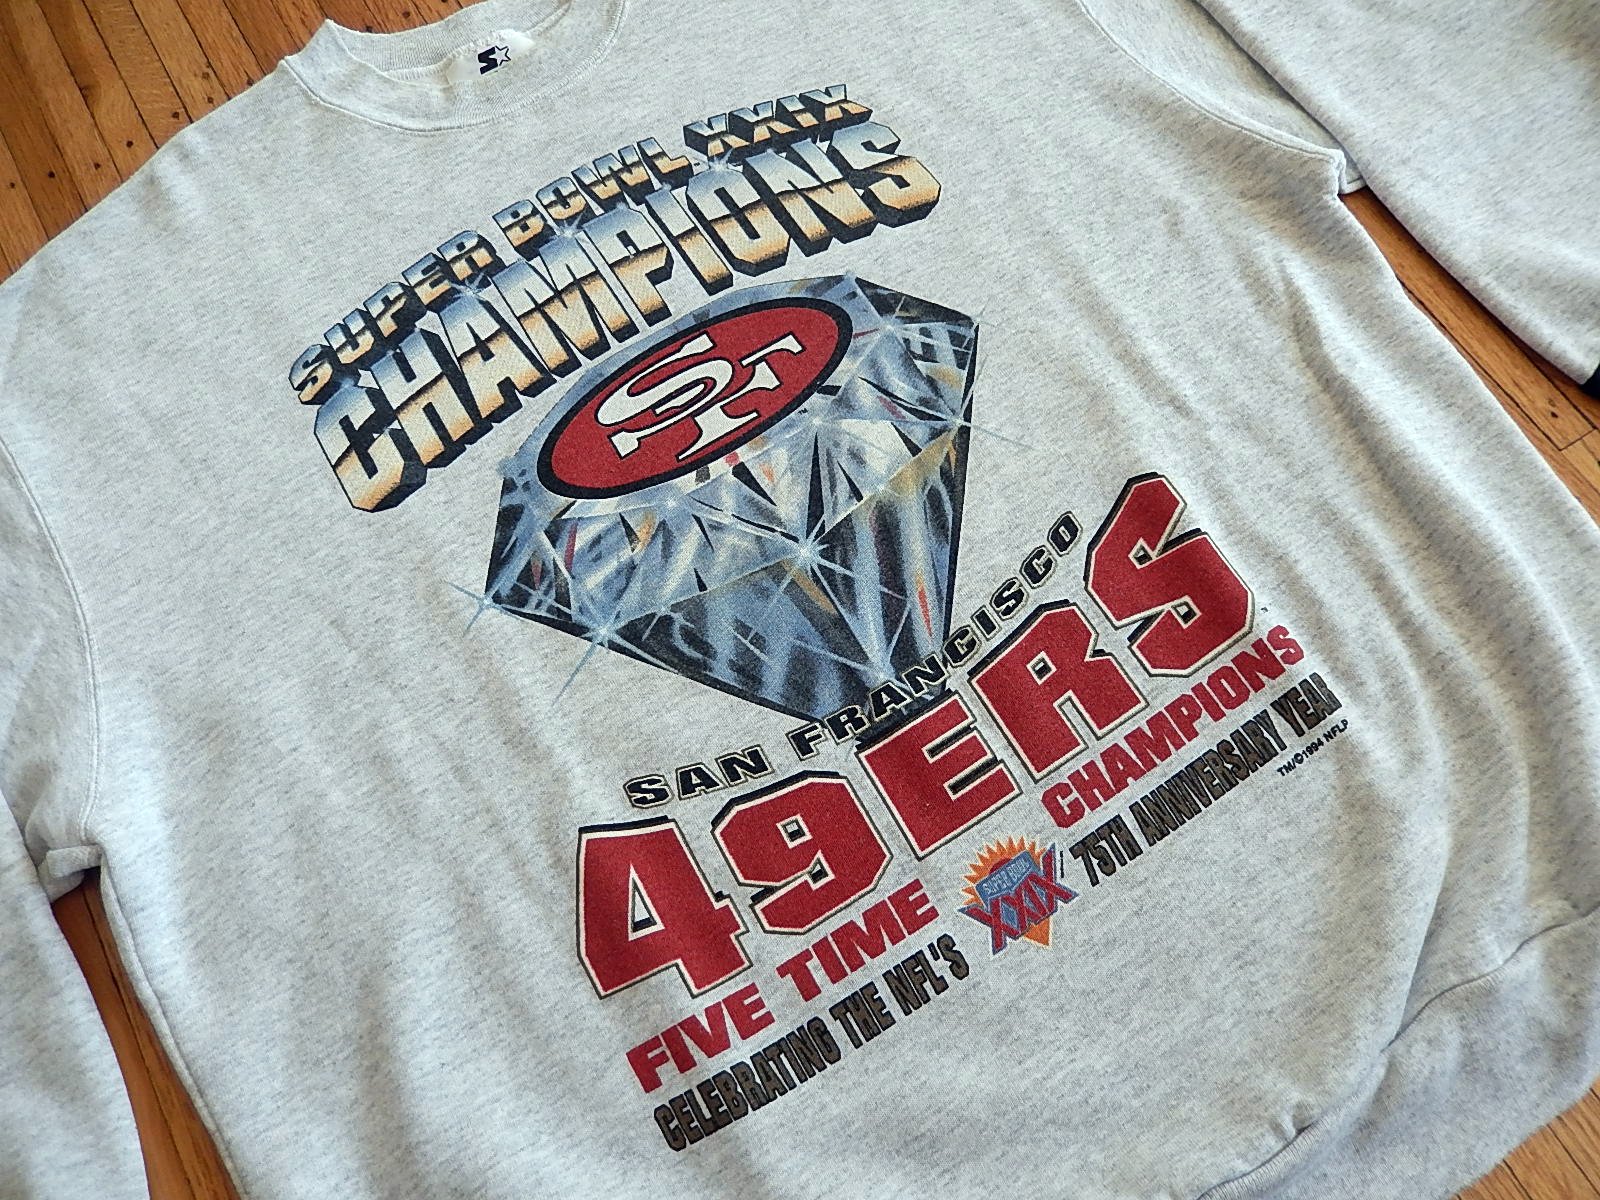 S☆
SUPER BOWL XXIX
CHAMPIONS
SF
TM
SAN FRANCISCO
49ERS
FIVE TIME CHAMPIONS
SUPER BOWL
XXIX
CELEBRATING THE NFL'S 75TH ANNIVERSARY YEAR
TM/©1994 NFLP